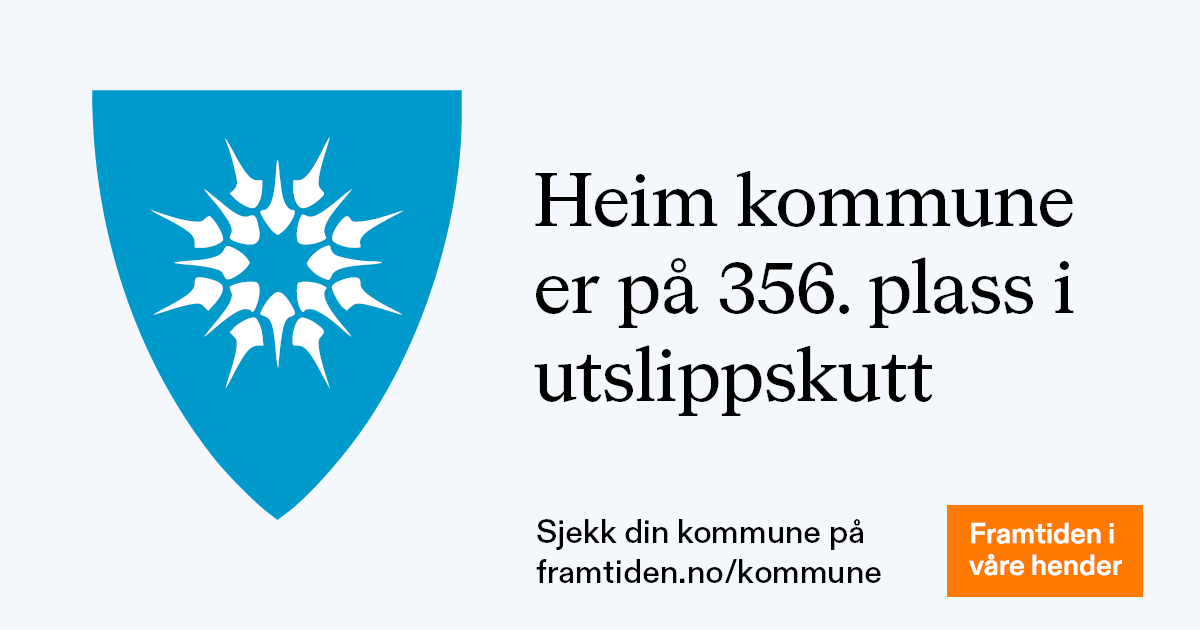 Heim kommune
er på 356. plass i
utslippskutt
Sjekk din kommune på
framtiden.no/kommune
Framtiden i
våre hender